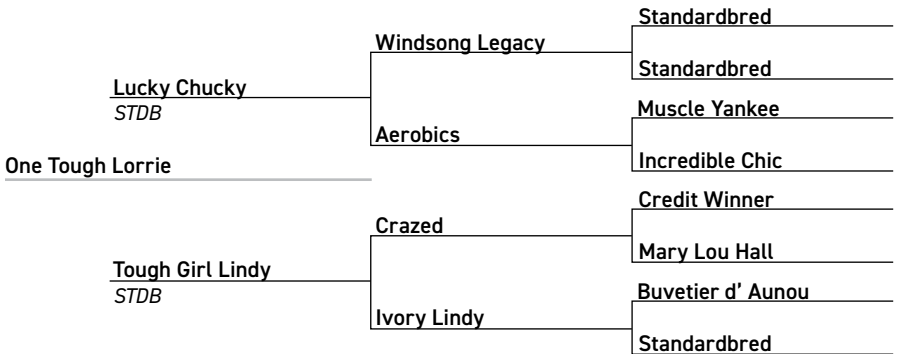 Standardbred
Windsong Legacy
Standardbred
Lucky Chucky
STDB
Muscle Yankee
Aerobics
Incredible Chic
One Tough Lorrie
Credit Winner
Crazed
Mary Lou Hall
Tough Girl Lindy
STDB
Buvetier d’ Aunou
Ivory Lindy
Standardbred